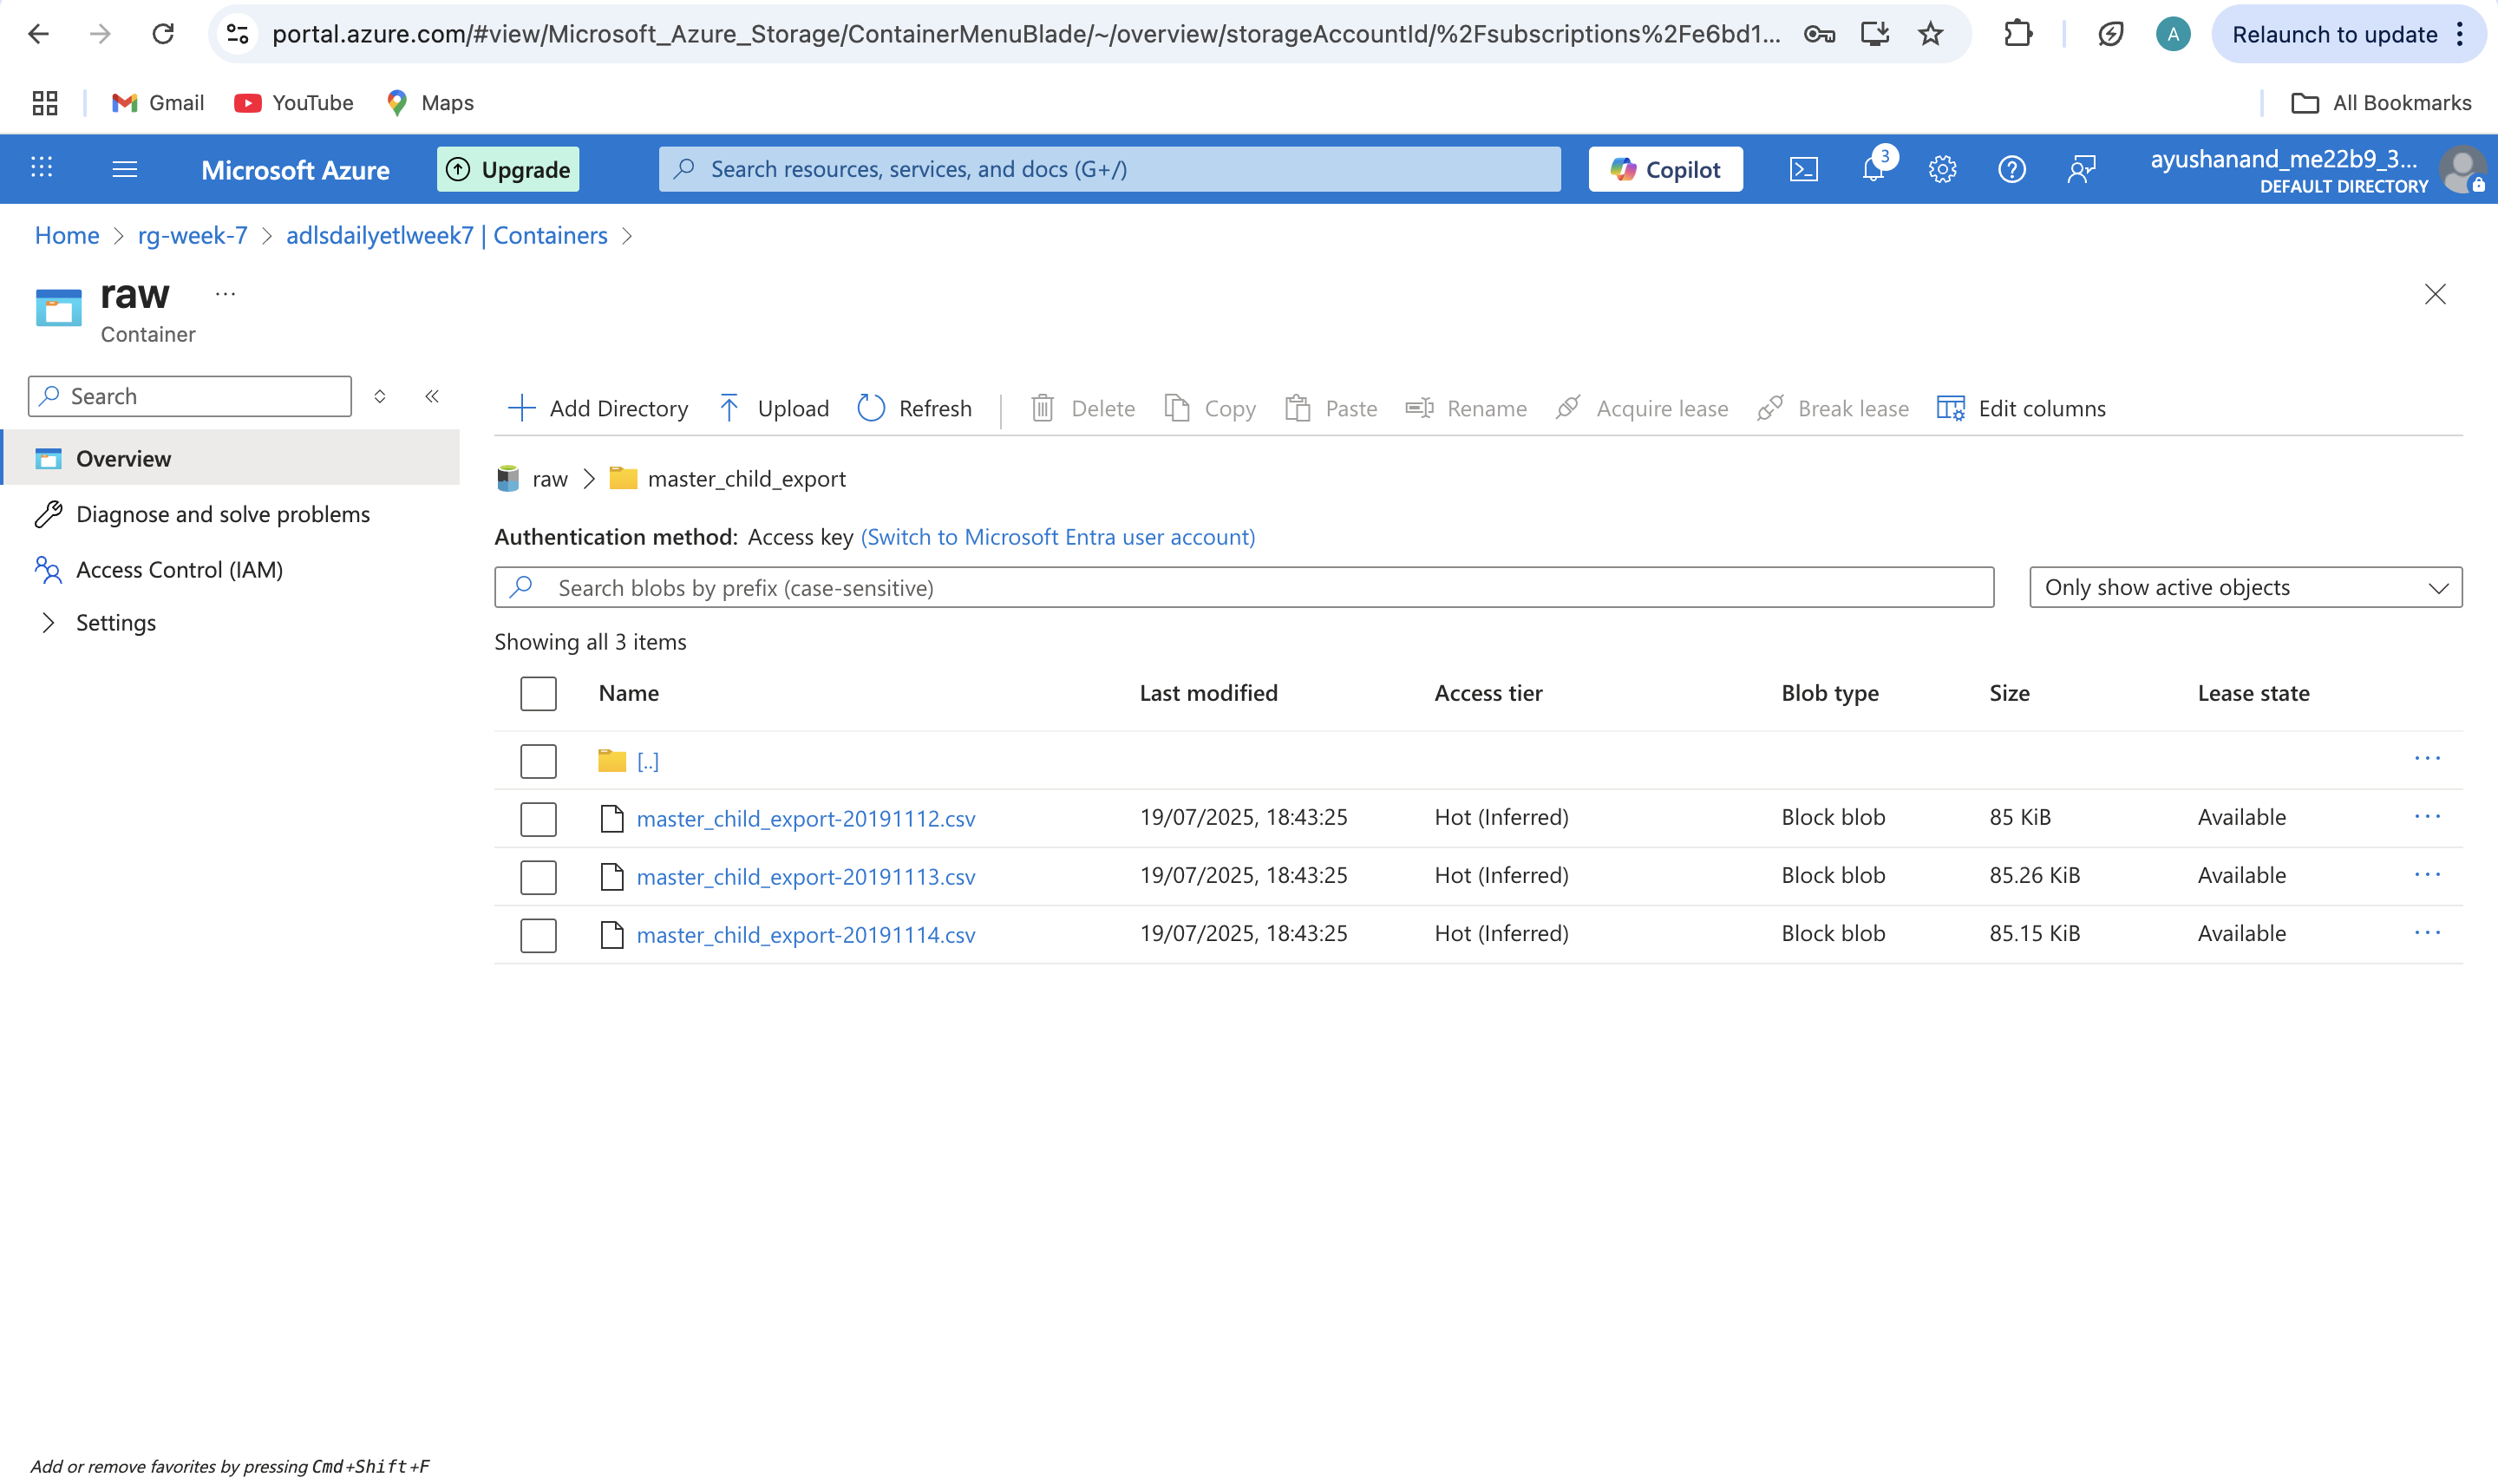 portal.azure.com/#view/Microsoft_Azure_Storage/ContainerMenuBlade/~/overview/storageAccountId/%2Fsubscriptions%2Fe6bd1...
A
Relaunch to update
Gmail
YouTube
Maps
All Bookmarks
Microsoft Azure
Upgrade
Search resources, services, and docs (G+/)
Copilot
3
ayushanand_me22b9_3...
DEFAULT DIRECTORY
Home > rg-week-7 > adlsdailyetlweek7 | Containers >
raw ...
Container
Search
Overview
Diagnose and solve problems
Access Control (IAM)
Settings
Add Directory Upload Refresh Delete Copy Paste Rename Acquire lease Break lease Edit columns
raw > master_child_export
Authentication method: Access key (Switch to Microsoft Entra user account)
Search blobs by prefix (case-sensitive)
Only show active objects
Showing all 3 items
Name Last modified Access tier Blob type Size Lease state
[..] ...
master_child_export-20191112.csv 19/07/2025, 18:43:25 Hot (Inferred) Block blob 85 KiB Available ...
master_child_export-20191113.csv 19/07/2025, 18:43:25 Hot (Inferred) Block blob 85.26 KiB Available ...
master_child_export-20191114.csv 19/07/2025, 18:43:25 Hot (Inferred) Block blob 85.15 KiB Available ...
Add or remove favorites by pressing Cmd+Shift+F